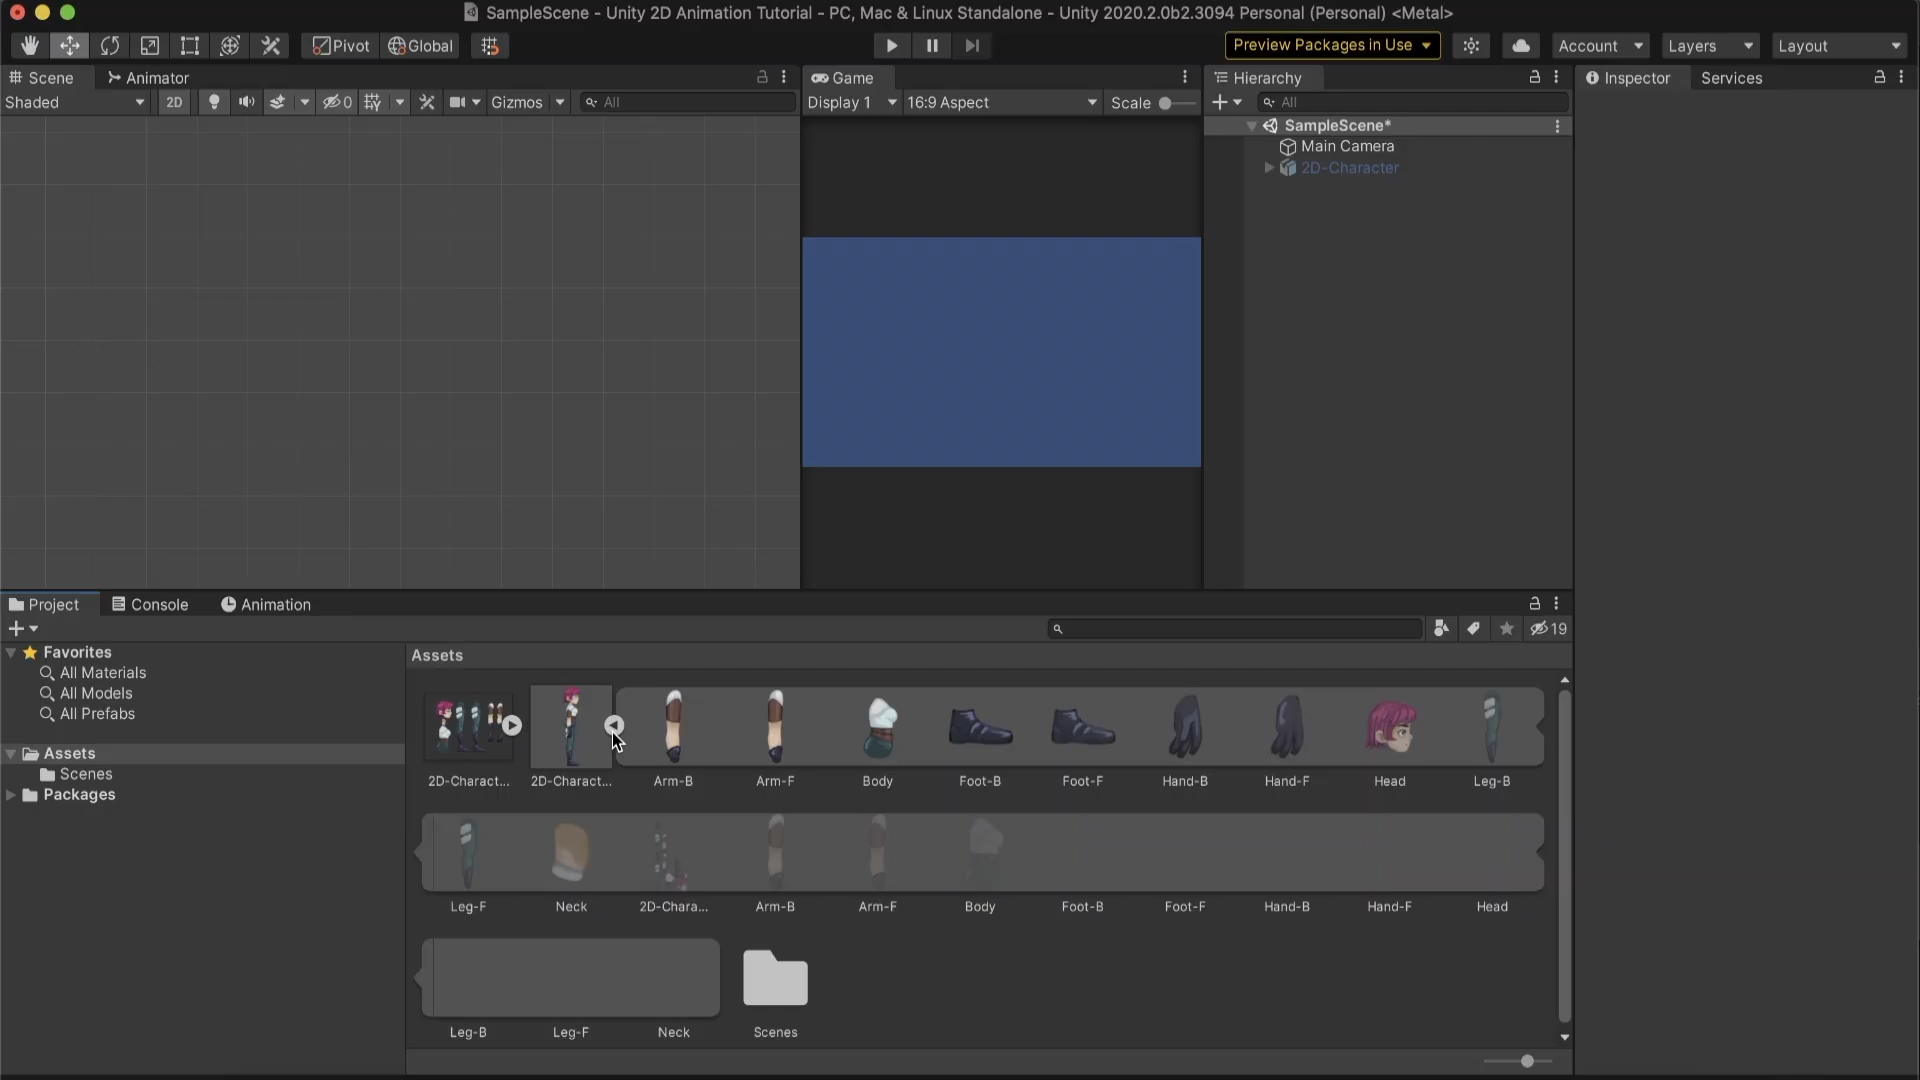 SampleScene - Unity 2D Animation Tutorial - PC, Mac & Linux Standalone - Unity 2020.2.0b2.3094 Personal (Personal) <Metal>
Pivot Global Preview Packages in Use Account Layers Layout
Scene Animator Game Hierarchy Inspector Services
Shaded 2D 0 Gizmos All Display 1 16:9 Aspect Scale All
SampleScene*
Main Camera
2D-Character
Project Console Animation
19
Favorites
All Materials
All Models
All Prefabs
Assets
Scenes
Packages
Assets
2D-Charact... 2D-Charact... Arm-B Arm-F Body Foot-B Foot-F Hand-B Hand-F Head Leg-B
Leg-F Neck 2D-Chara... Arm-B Arm-F Body Foot-B Foot-F Hand-B Hand-F Head
Leg-B Leg-F Neck Scenes